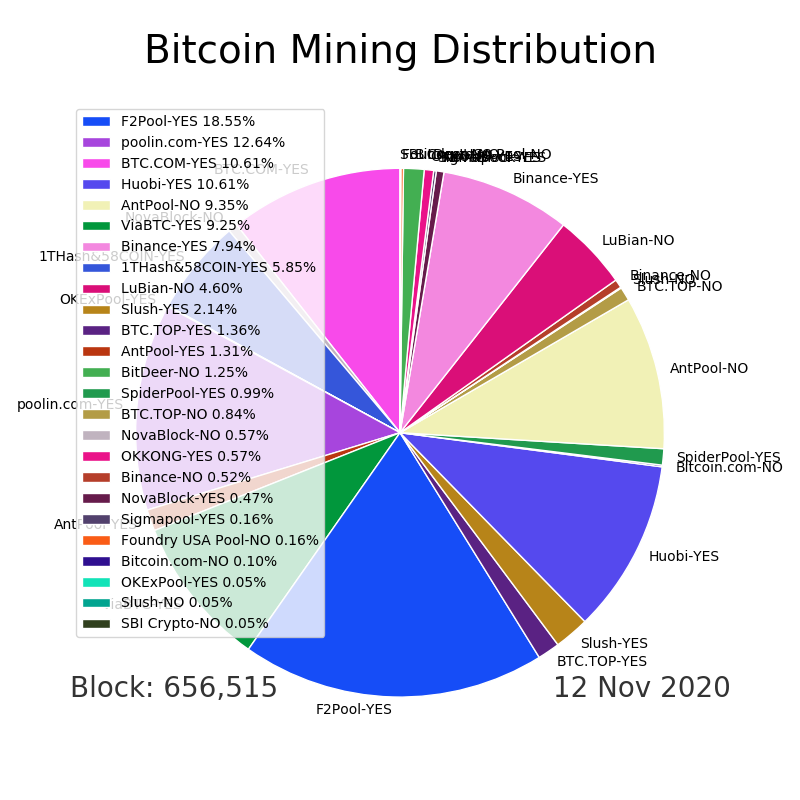 Bitcoin Mining Distribution
F2Pool-YES 18.55%
poolin.com-YES 12.64%
BTC.COM-YES 10.61%
Huobi-YES 10.61%
AntPool-NO 9.35%
ViaBTC-YES 9.25%
Binance-YES 7.94%
1THash&58COIN-YES 5.85%
LuBian-NO 4.60%
Slush-YES 2.14%
BTC.TOP-YES 1.36%
AntPool-YES 1.31%
BitDeer-NO 1.25%
SpiderPool-YES 0.99%
BTC.TOP-NO 0.84%
NovaBlock-NO 0.57%
OKKONG-YES 0.57%
Binance-NO 0.52%
NovaBlock-YES 0.47%
Sigmapool-YES 0.16%
Foundry USA Pool-NO 0.16%
Bitcoin.com-NO 0.10%
OKExPool-YES 0.05%
Slush-NO 0.05%
SBI Crypto-NO 0.05%
BTC.COM-YES
NovaBlock-NO
1THash&58COIN-YES
OKExPool-YES
poolin.com-YES
AntPool-YES
ViaBTC-YES
F2Pool-YES
BTC.TOP-YES
Slush-YES
Huobi-YES
Bitcoin.com-NO
SpiderPool-YES
AntPool-NO
BTC.TOP-NO
Slush-NO
Binance-NO
LuBian-NO
Binance-YES
Block: 656,515
12 Nov 2020